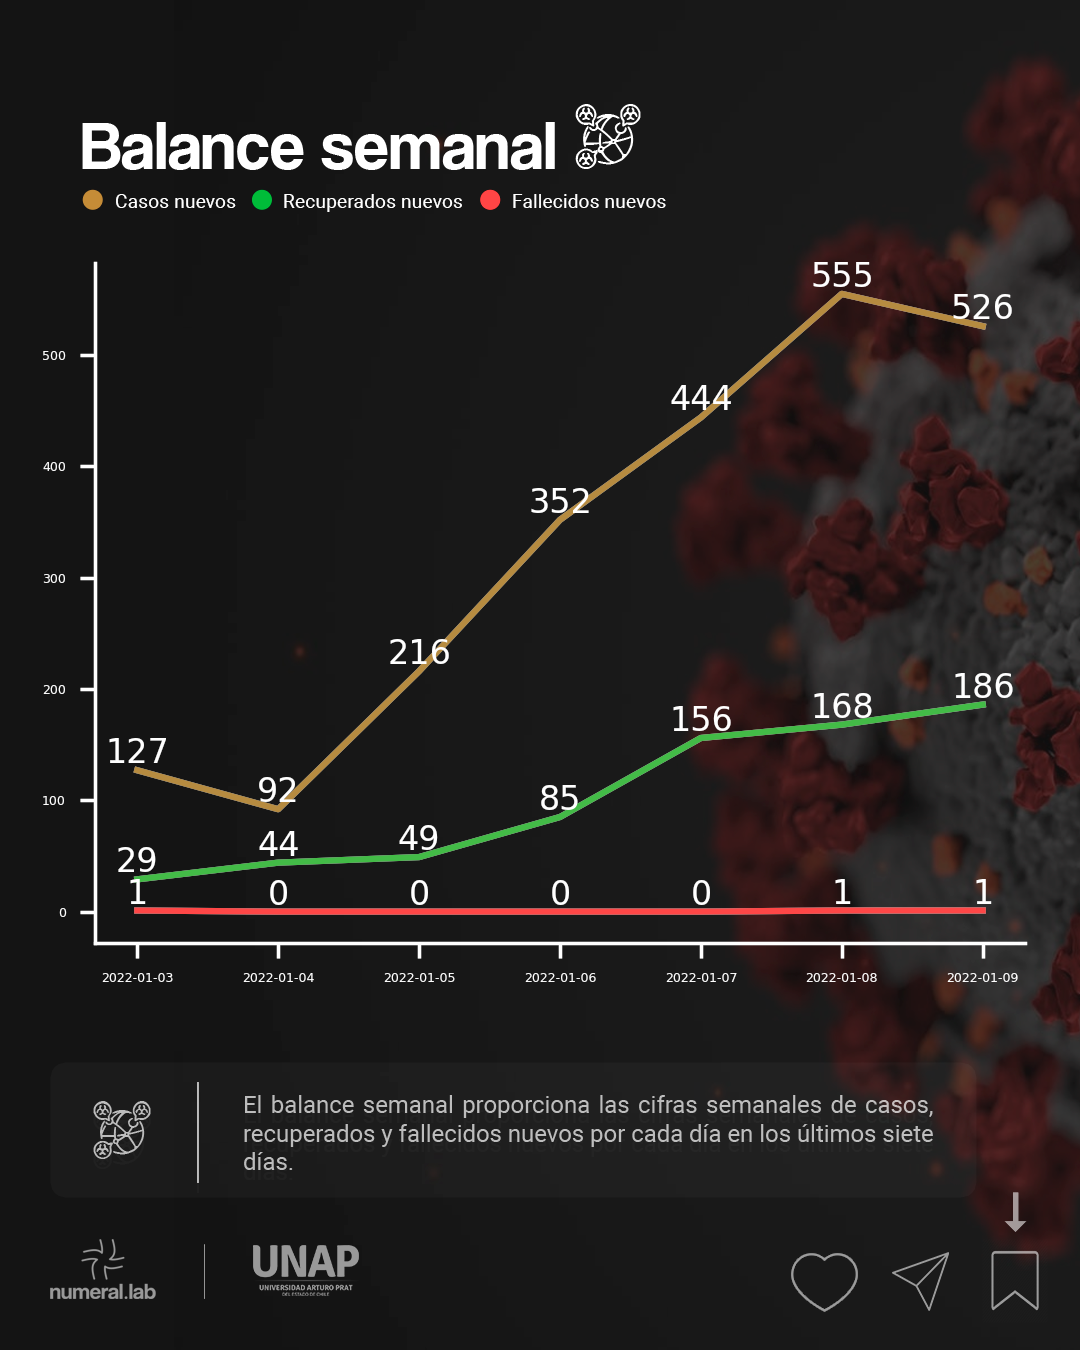 Balance semanal
Casos nuevos Recuperados nuevos Fallecidos nuevos
555
526
500
444
400
352
300
216
200
186
168
156
127
100
92
85
49
44
29
1 0 0 0 0 1 1
0
2022-01-03 2022-01-04 2022-01-05 2022-01-06 2022-01-07 2022-01-08 2022-01-09
El balance semanal proporciona las cifras semanales de casos,
recuperados y fallecidos nuevos por cada día en los últimos siete
días.
numeral.lab
UNAP
UNIVERSIDAD ARTURO PRAT
DEL ESTADO DE CHILE